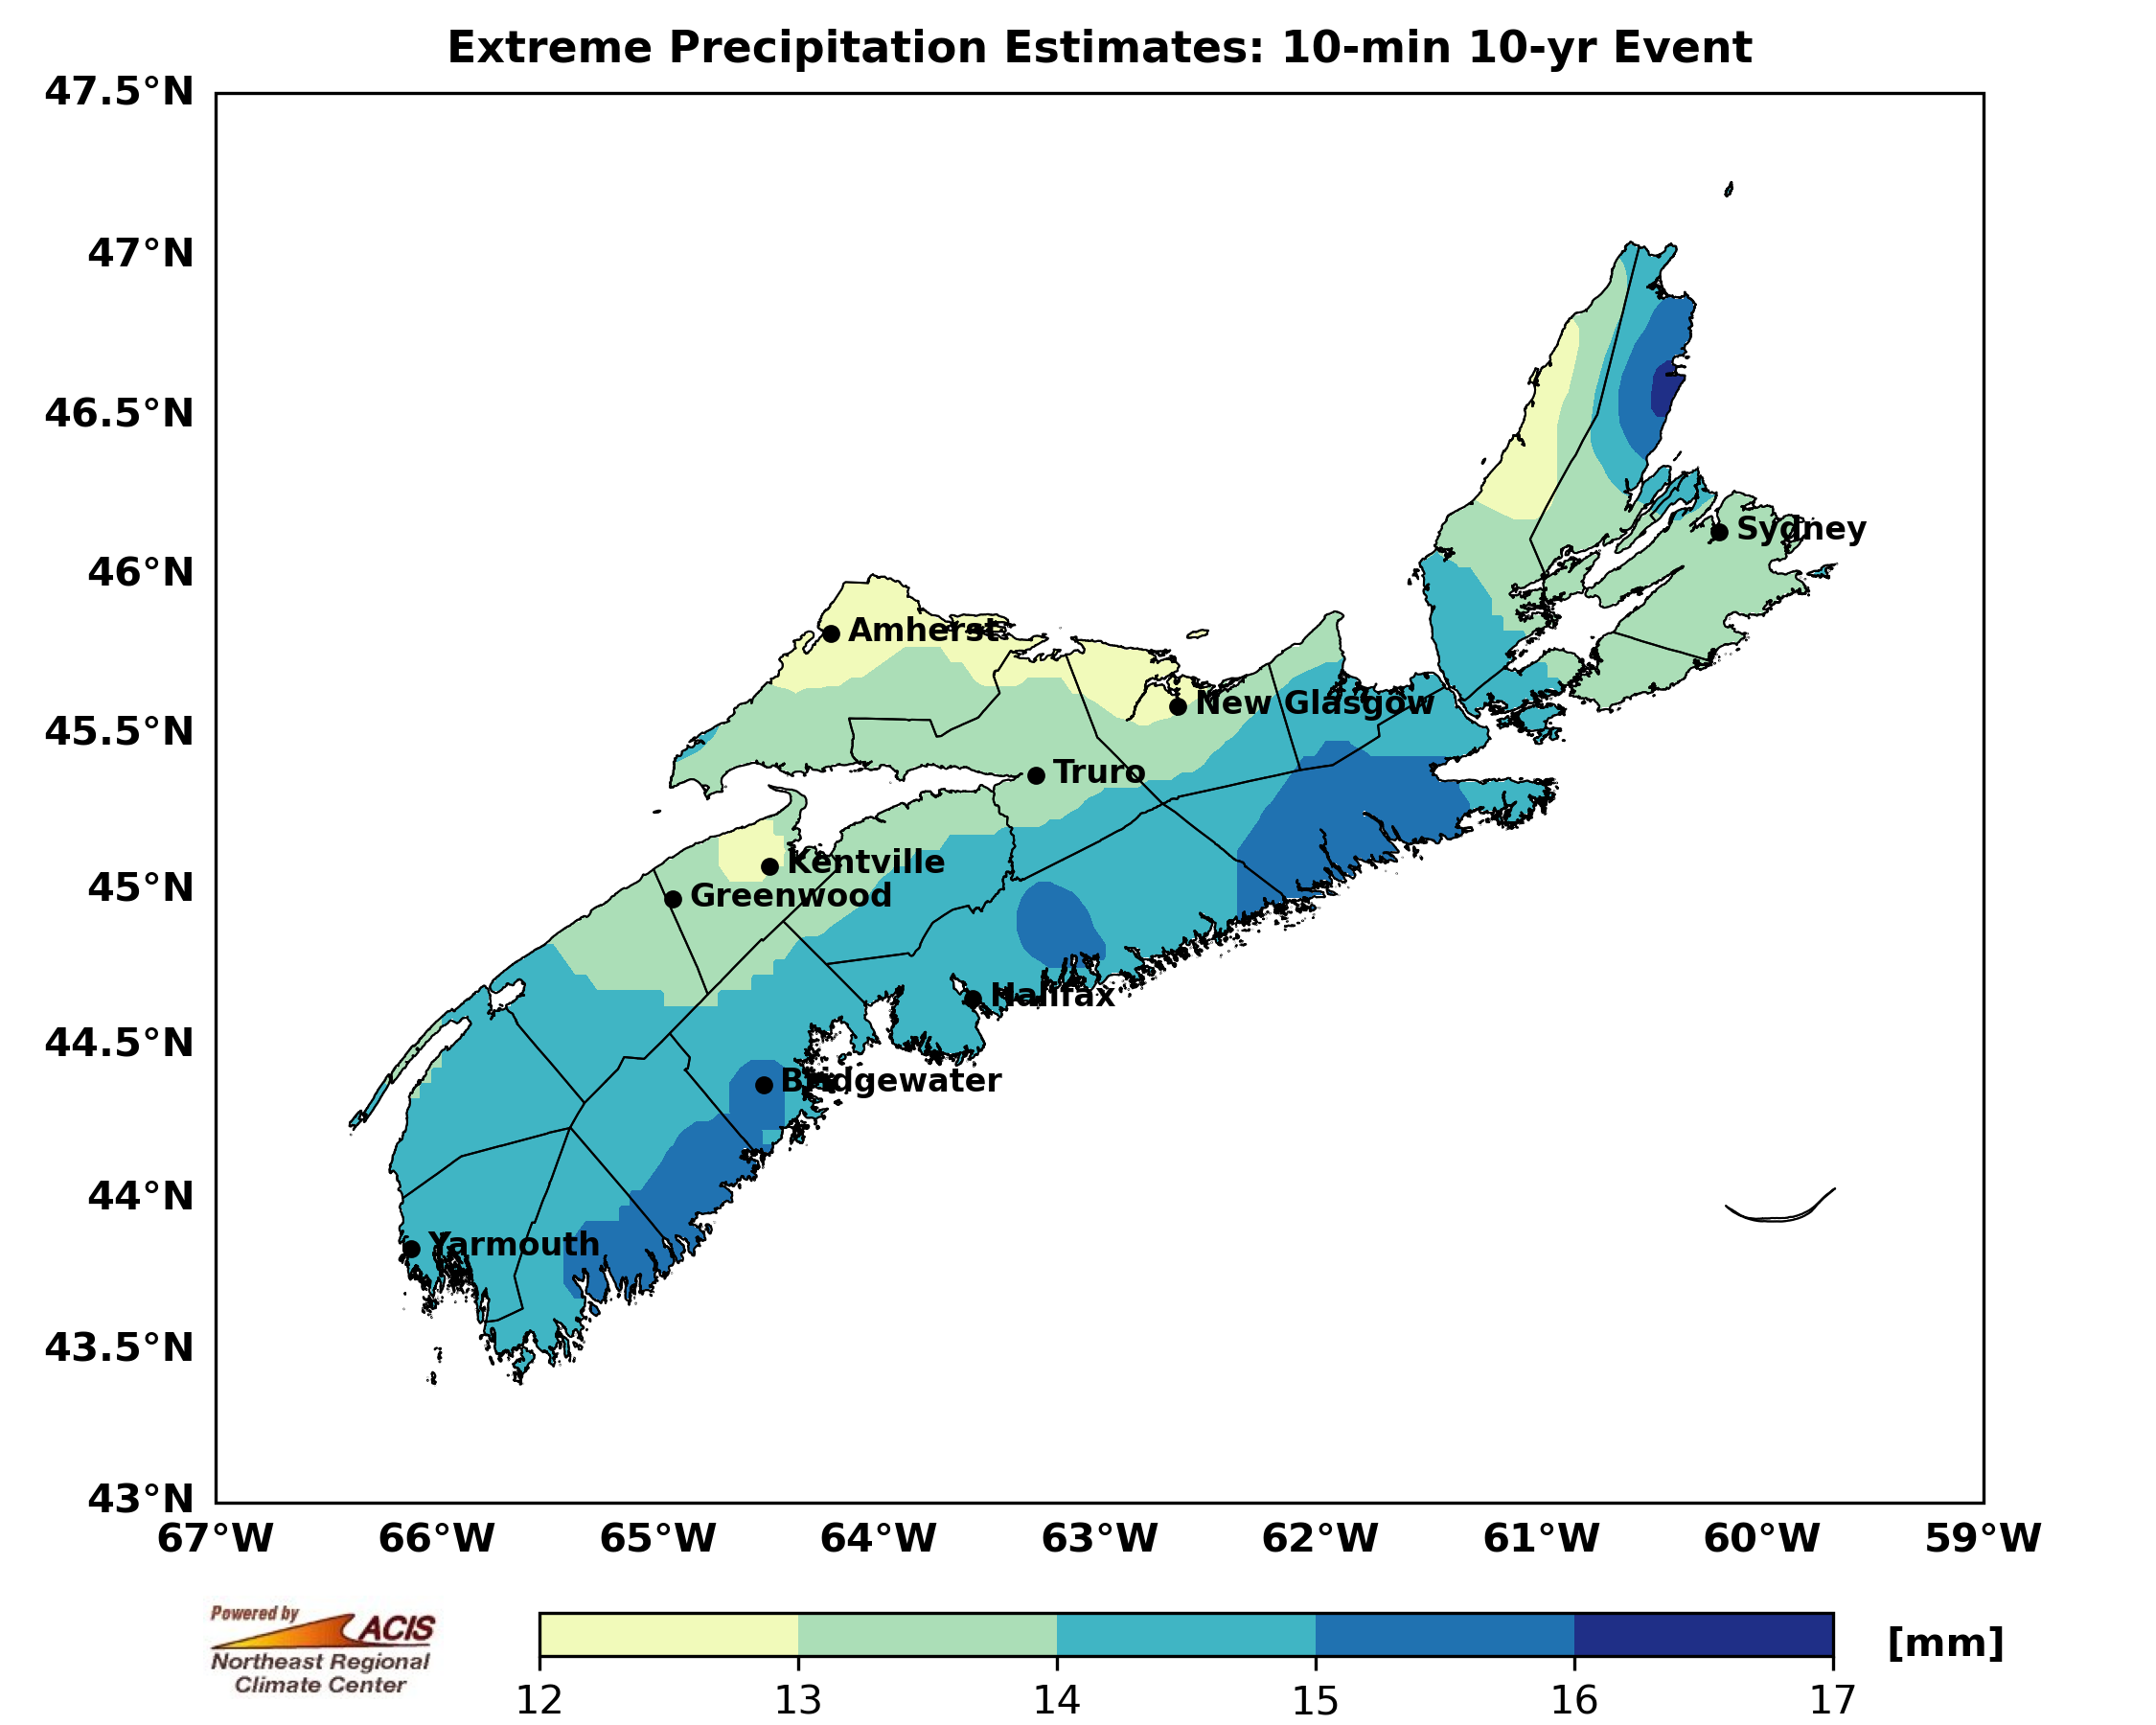 Extreme Precipitation Estimates: 10-min 10-yr Event
47.5°N
47°N
46.5°N
46°N
45.5°N
45°N
44.5°N
44°N
43.5°N
43°N
Sydney
Amherst
New Glasgow
Truro
Kentville
Greenwood
Halifax
Bridgewater
Yarmouth
67°W 66°W 65°W 64°W 63°W 62°W 61°W 60°W 59°W
Powered by
ACIS
Northeast Regional
Climate Center
[mm]
12 13 14 15 16 17